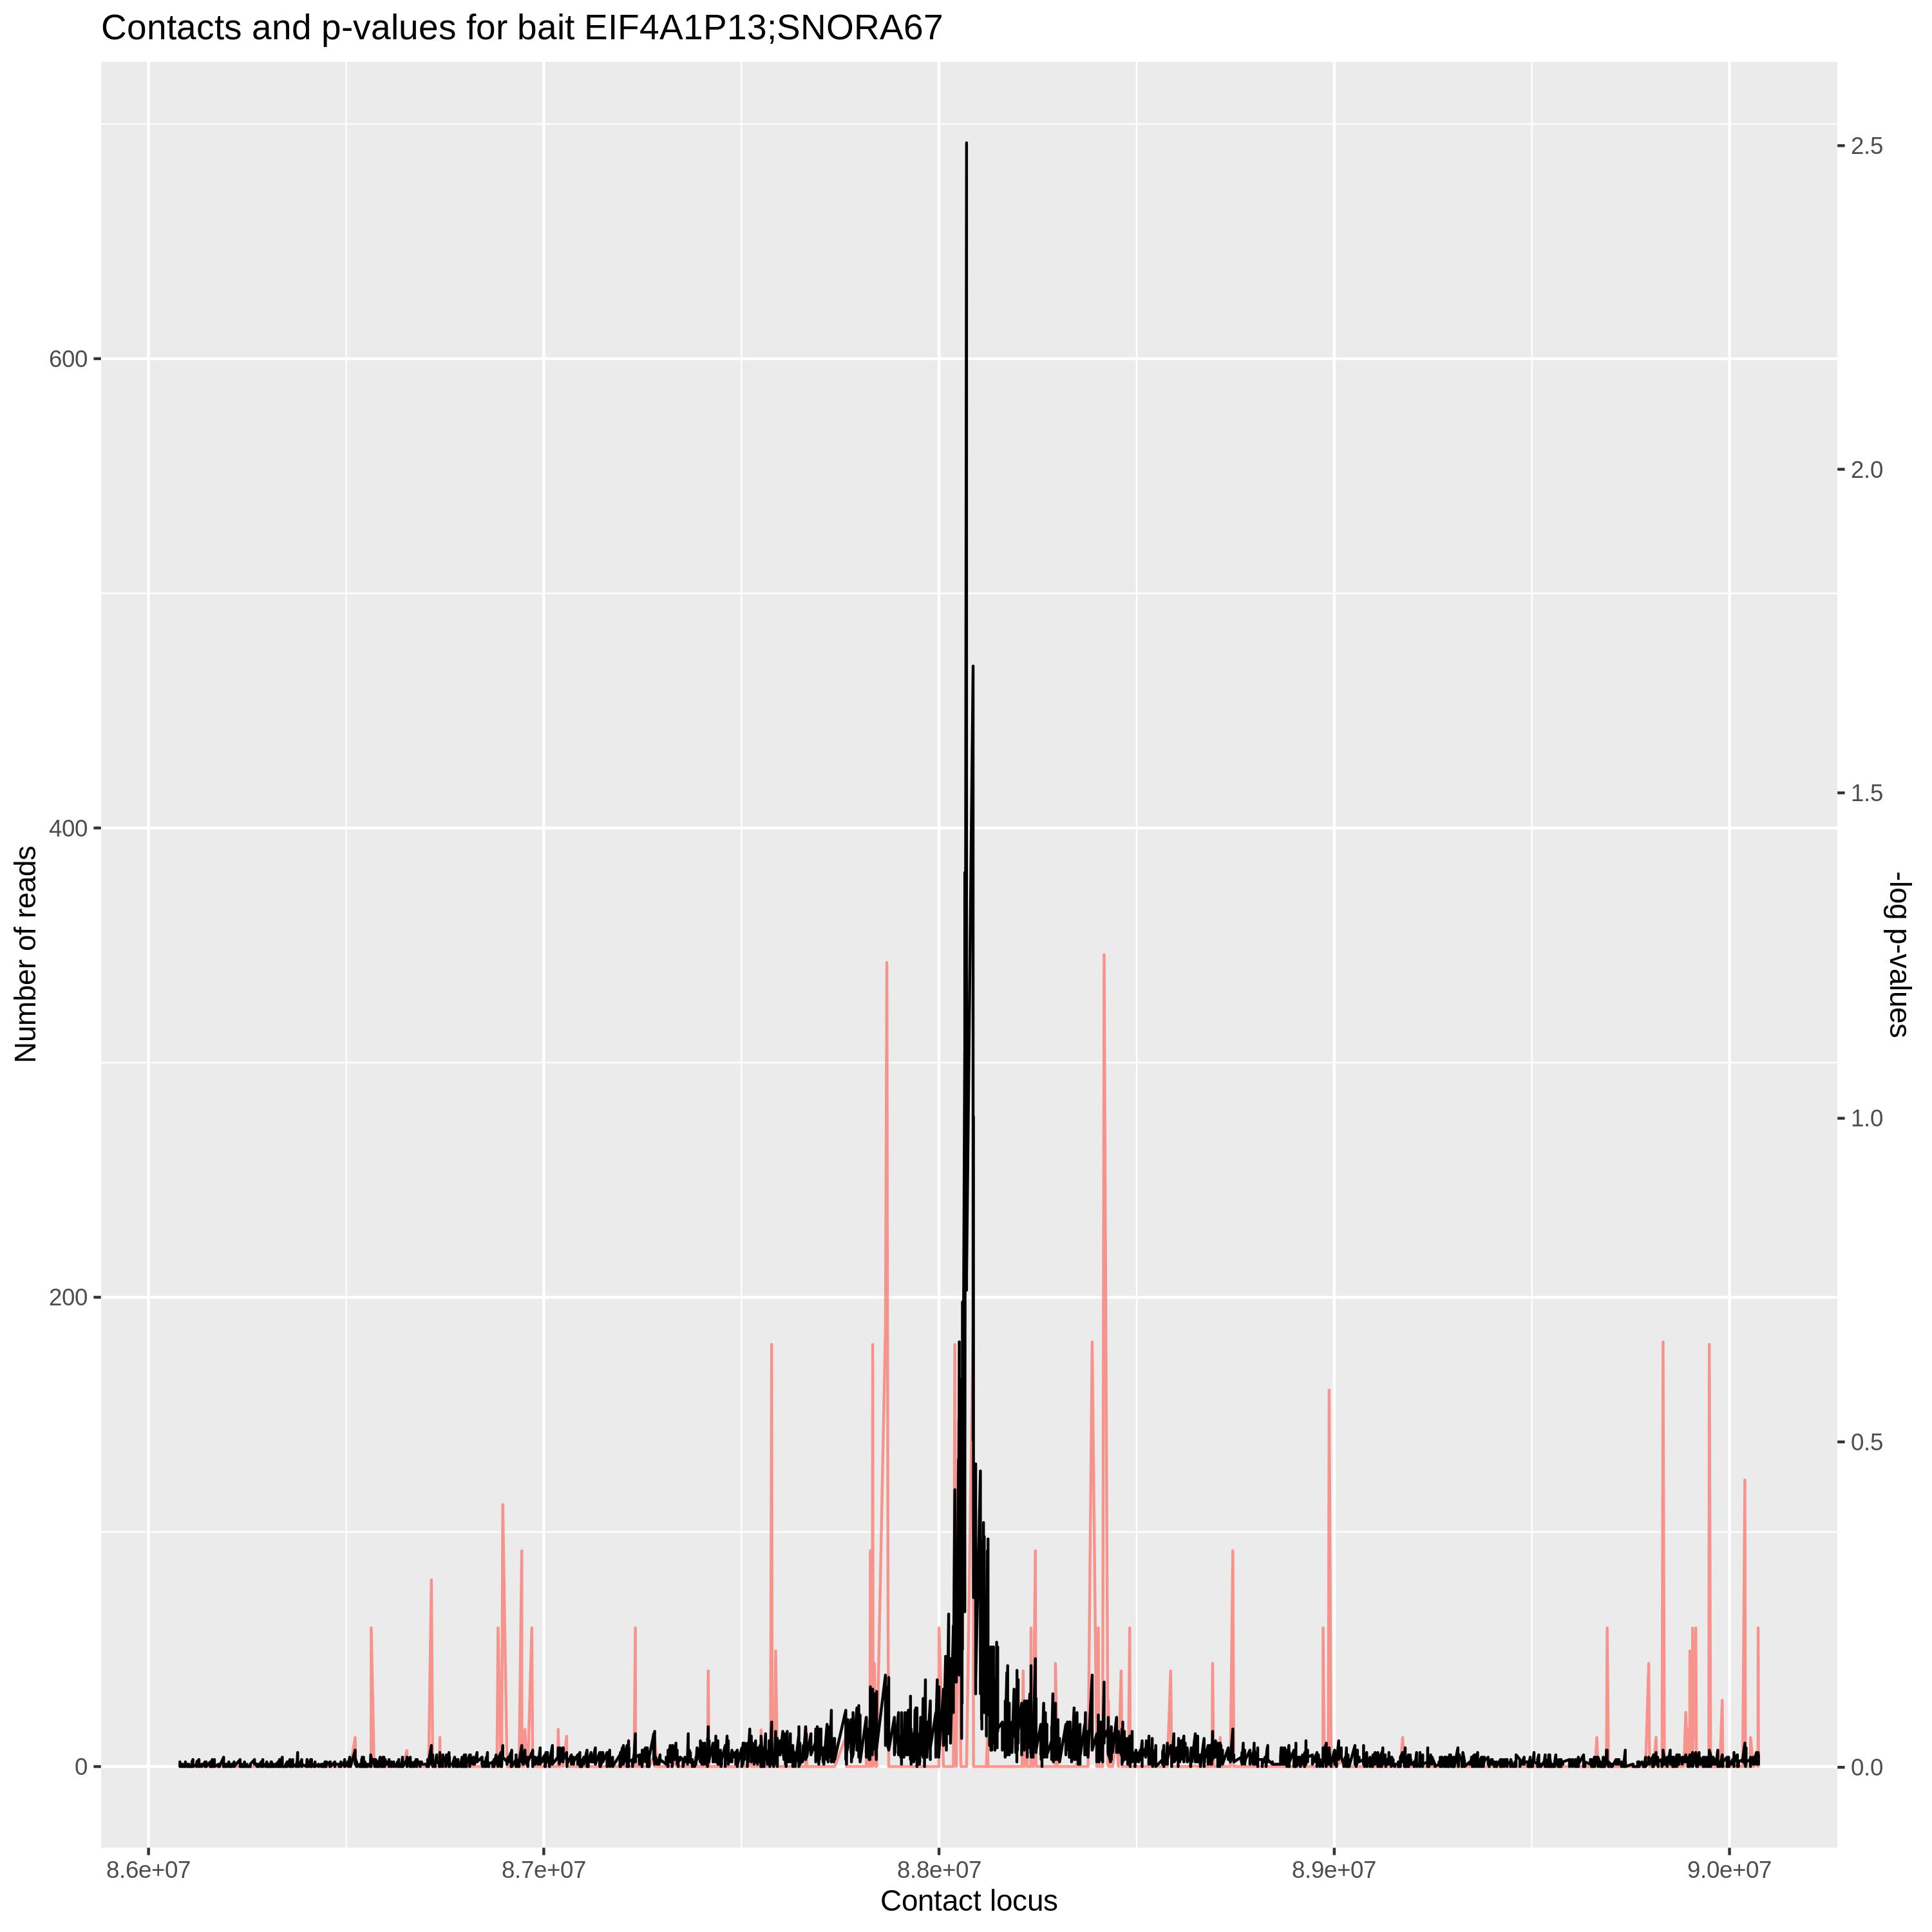 Contacts and p-values for bait EIF4A1P13;SNORA67
2.5
600
2.0
400
1.5
Number of reads
-log p-values
1.0
200
0.5
0
0.0
8.6e+07 8.7e+07 8.8e+07 8.9e+07 9.0e+07
Contact locus